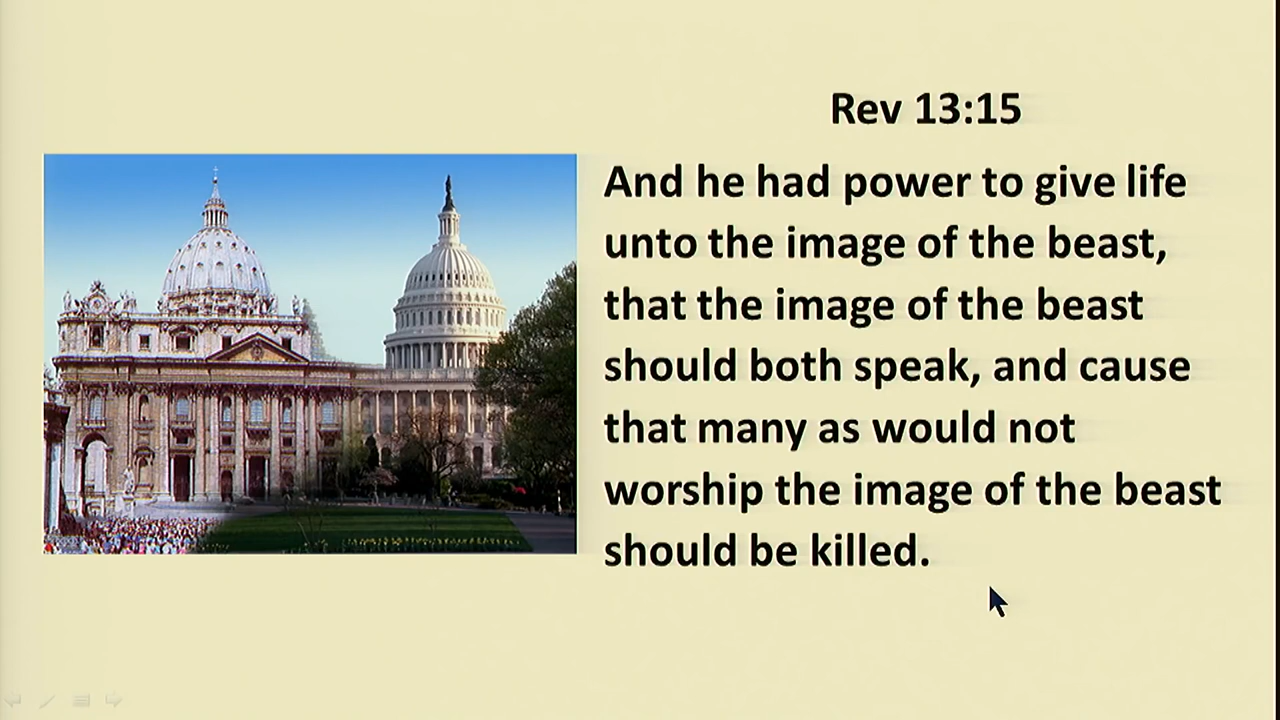 Rev 13:15
And he had power to give life
unto the image of the beast,
that the image of the beast
should both speak, and cause
that many as would not
worship the image of the beast
should be killed.